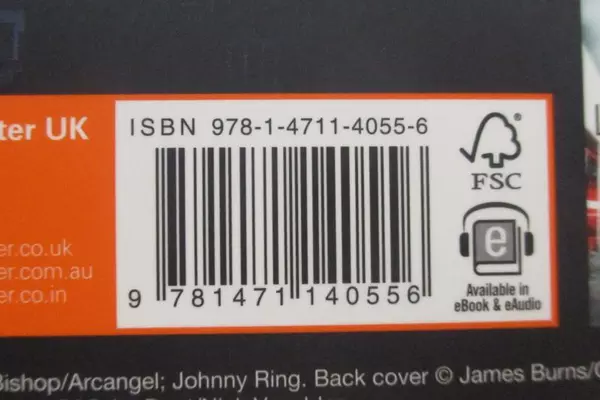 ter UK
ISBN 978-1-4711-4055-6
FSC
e
er.co.uk
er.com.au
er.co.in
9 781471 140556
Available in
eBook & eAudio
Bishop/Arcangel; Johnny Ring. Back cover © James Burns/